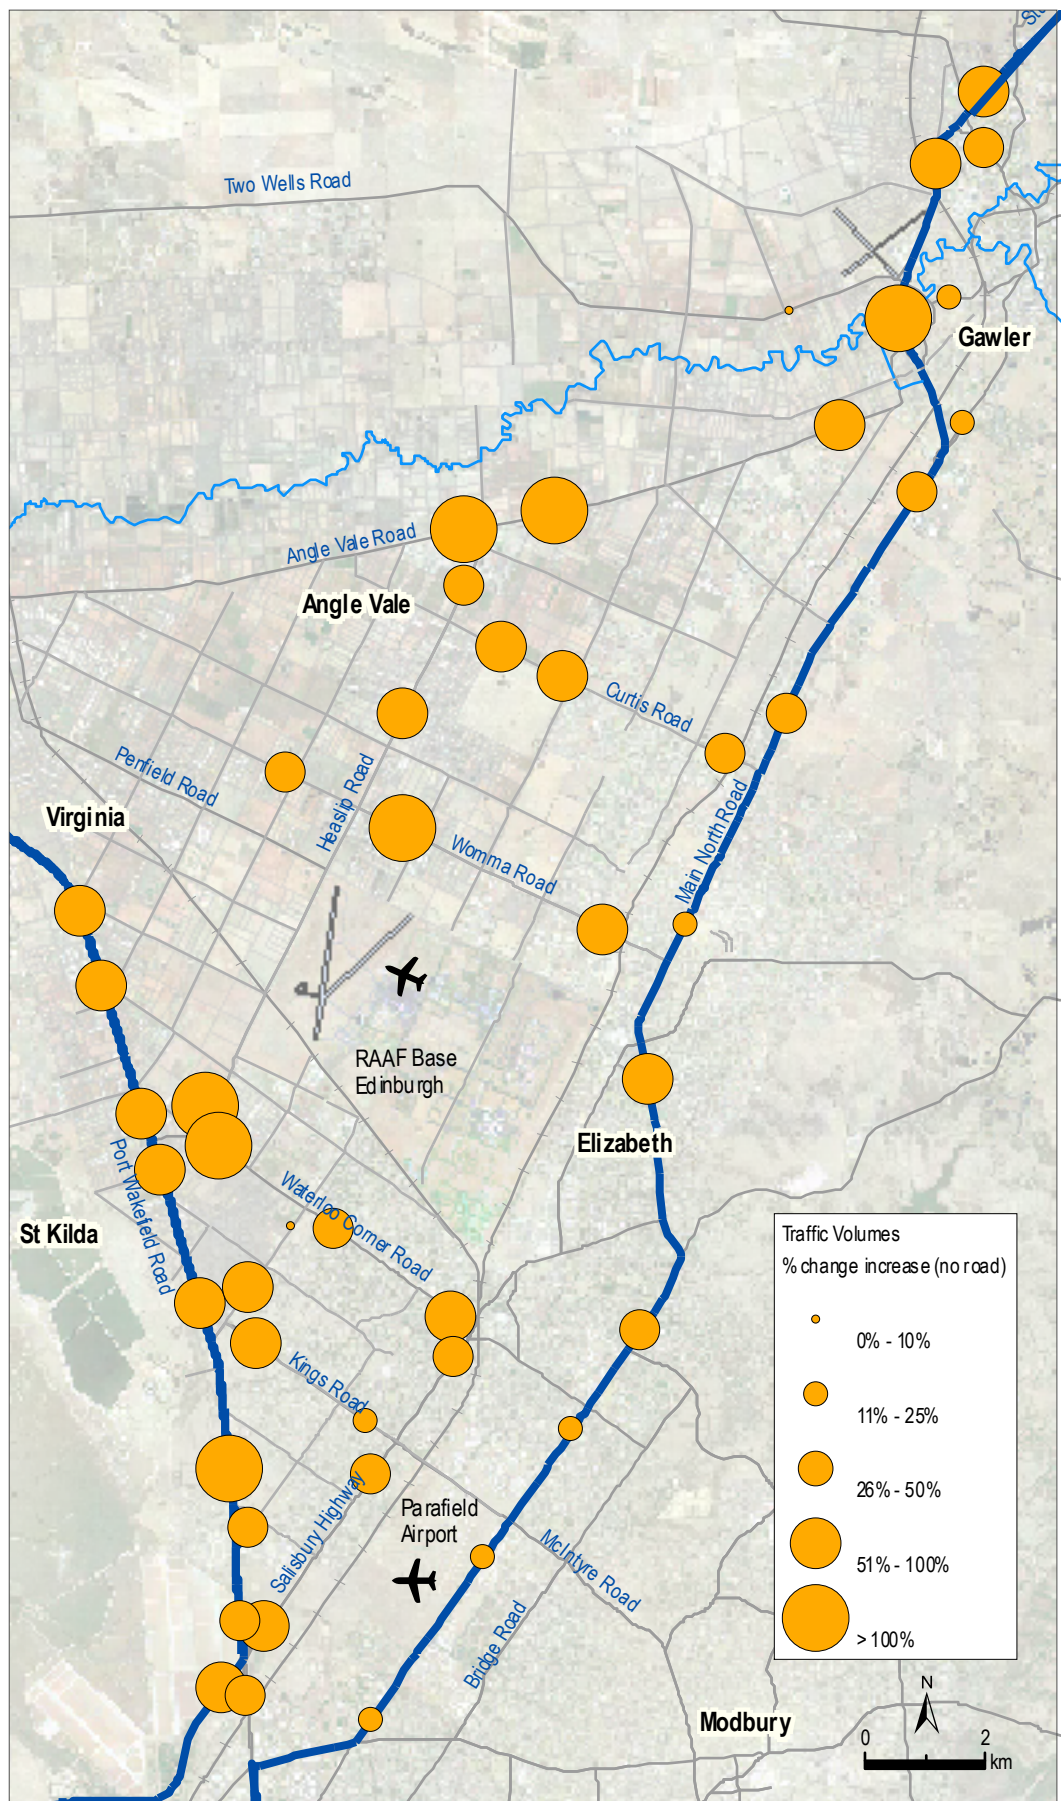 Two Wells Road
Gawler
Angle Vale Road
Angle Vale
Curtis Road
Penfield Road
Heaslip Road
Main North Road
Virginia
Womma Road
RAAF Base
Edinburgh
Elizabeth
Port Wakefield Road
Waterloo Corner Road
St Kilda
Traffic Volumes
% change increase (no road)
0% - 10%
11% - 25%
26% - 50%
51% - 100%
>100%
Kings Road
Salisbury Highway
Parafield
Airport
McIntyre Road
Bridge Road
Modbury
N
0 2
km